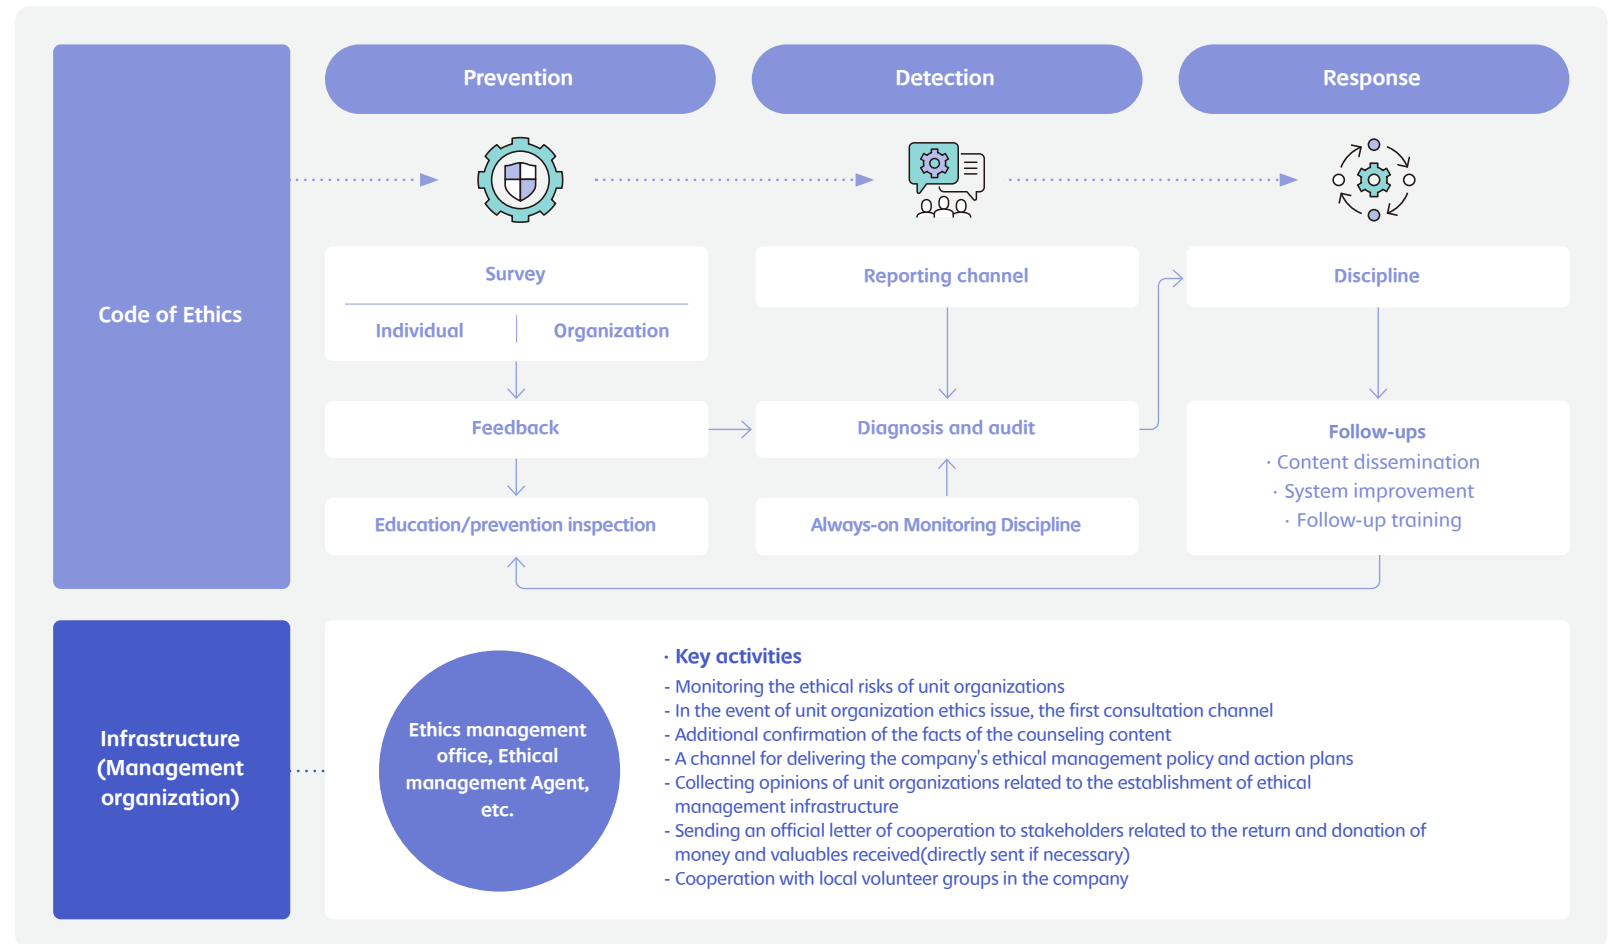 Code of Ethics
Prevention
Detection
Response
Survey
Individual
Organization
Feedback
Education/prevention inspection
Reporting channel
Diagnosis and audit
Always-on Monitoring Discipline
Discipline
Follow-ups
· Content dissemination
· System improvement
· Follow-up training
Infrastructure
(Management
organization)
Ethics management
office, Ethical
management Agent,
etc.
· Key activities
- Monitoring the ethical risks of unit organizations
- In the event of unit organization ethics issue, the first consultation channel
- Additional confirmation of the facts of the counseling content
- A channel for delivering the company's ethical management policy and action plans
- Collecting opinions of unit organizations related to the establishment of ethical
management infrastructure
- Sending an official letter of cooperation to stakeholders related to the return and donation of
money and valuables received(directly sent if necessary)
- Cooperation with local volunteer groups in the company